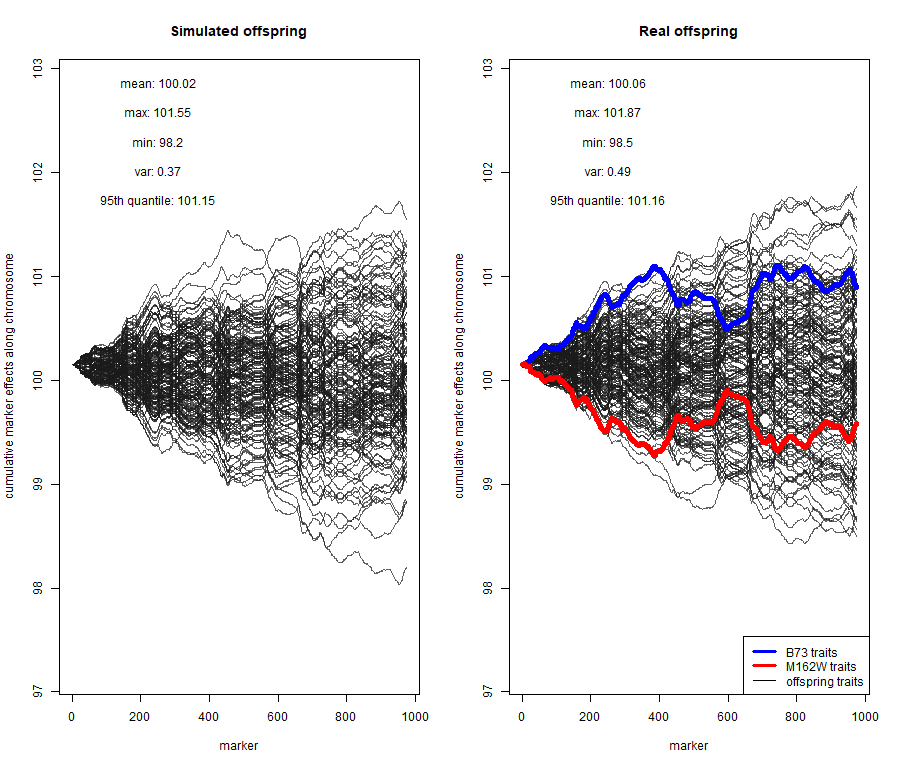 Simulated offspring
mean: 100.02
max: 101.55
min: 98.2
var: 0.37
95th quantile: 101.15
cumulative marker effects along chromosome
97
98
99
100
101
102
103
0 200 400 600 800 1000
marker
Real offspring
mean: 100.06
max: 101.87
min: 98.5
var: 0.49
95th quantile: 101.16
cumulative marker effects along chromosome
97
98
99
100
101
102
103
B73 traits
M162W traits
offspring traits
0 200 400 600 800 1000
marker